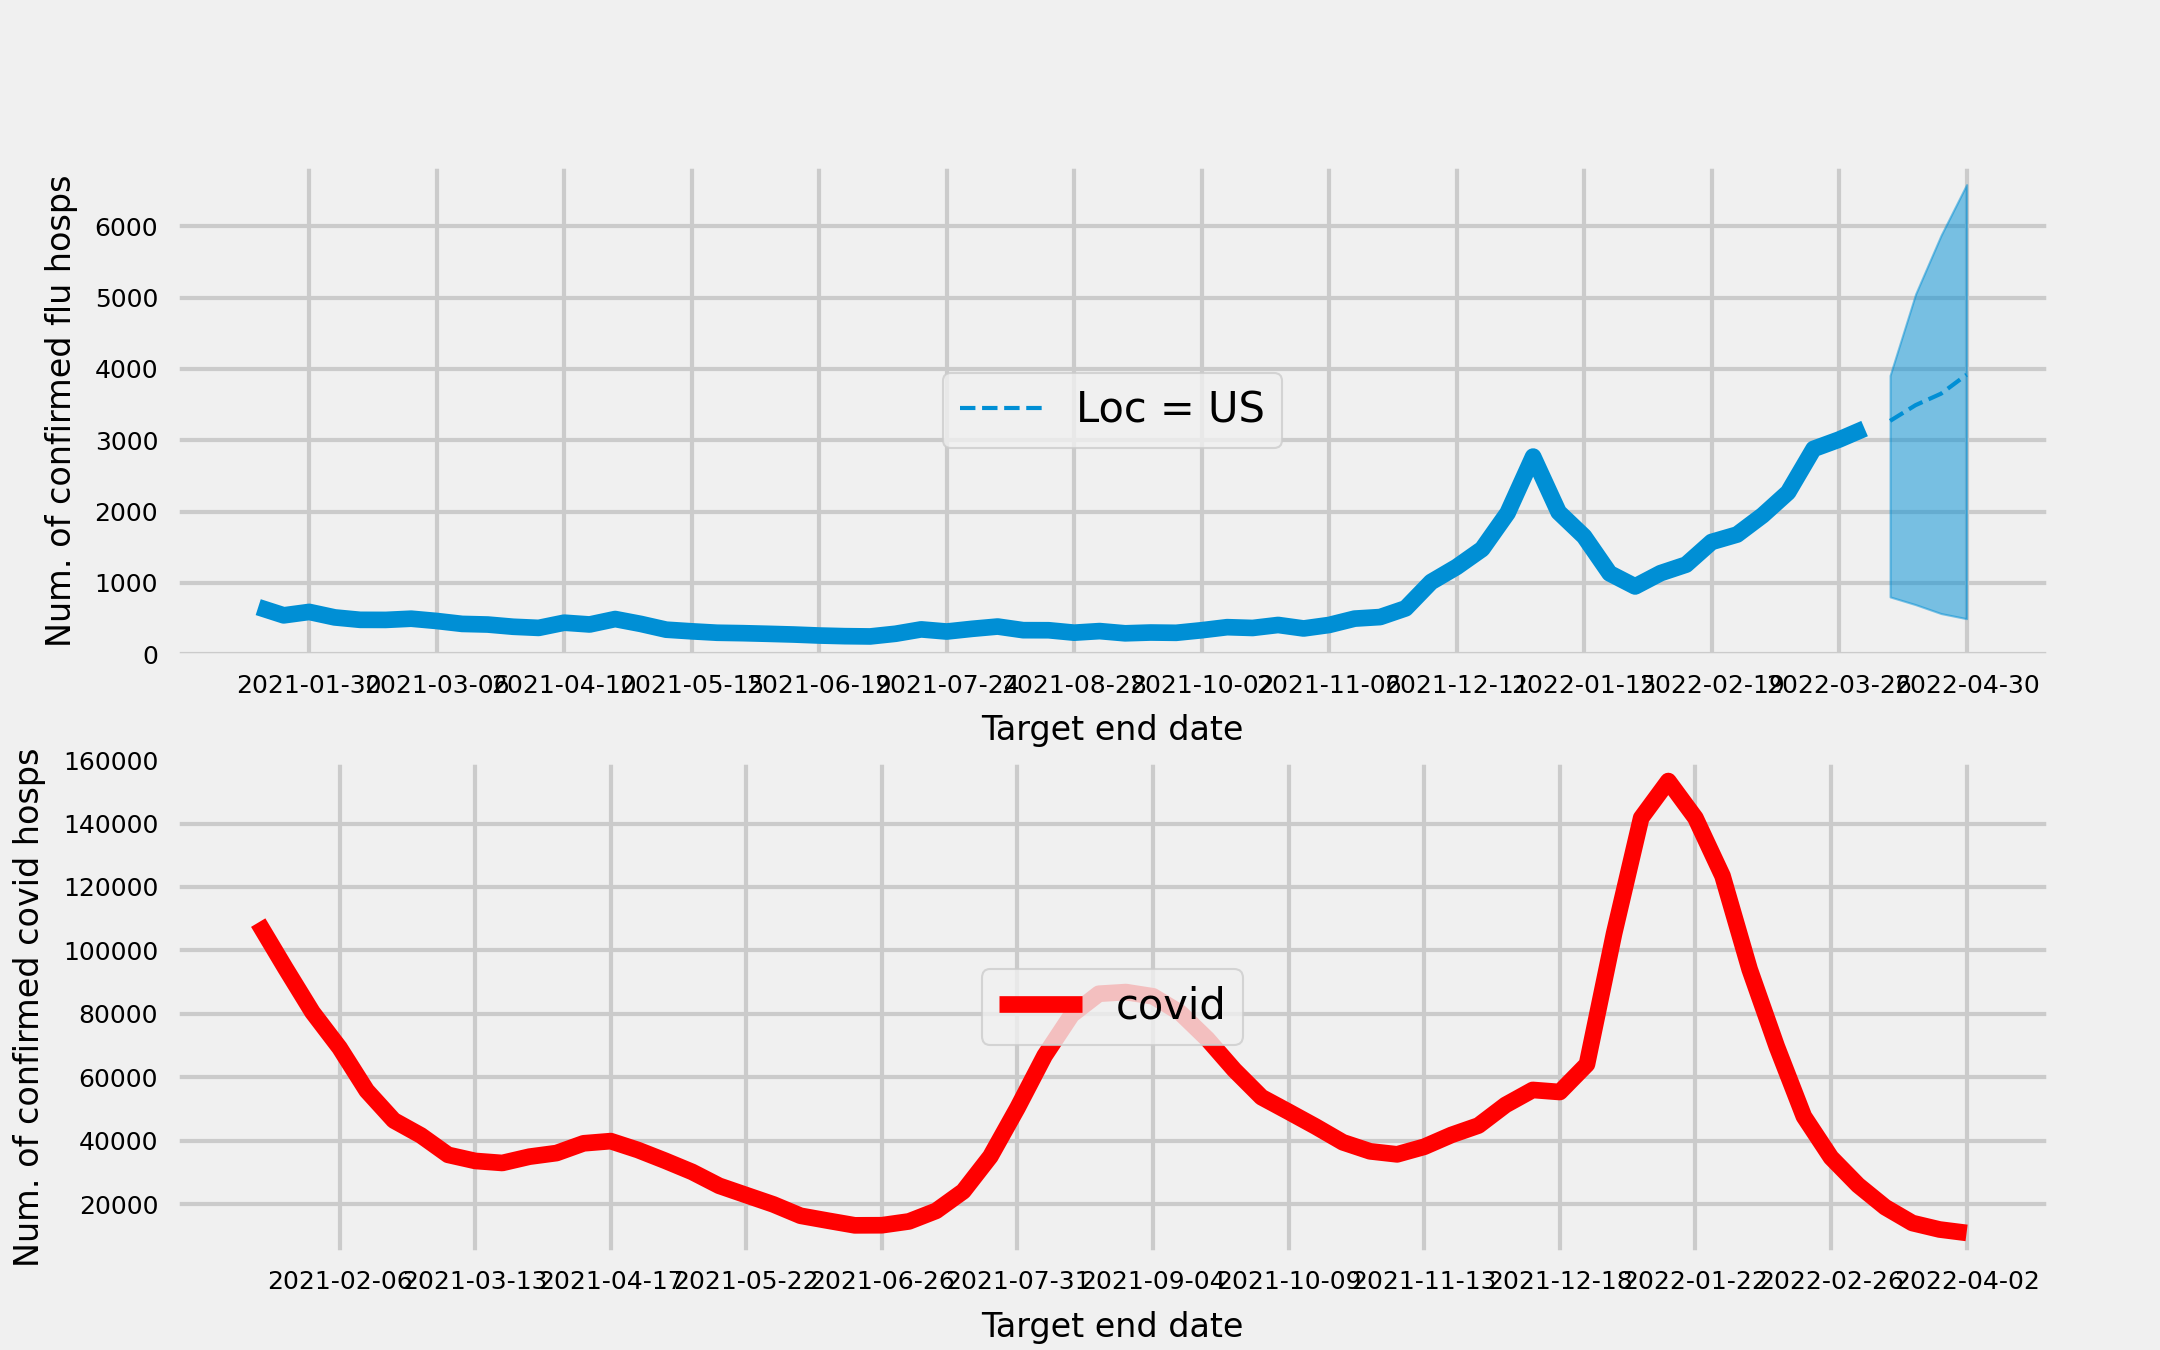 Num. of confirmed flu hosps
6000
5000
4000
3000
2000
1000
0
Loc = US
2021-01-30 2021-03-06 2021-04-10 2021-05-15 2021-06-19 2021-07-24 2021-08-28 2021-10-02 2021-11-06 2021-12-11 2022-01-15 2022-02-19 2022-03-26 2022-04-30
Target end date
Num. of confirmed covid hosps
160000
140000
120000
100000
80000
60000
40000
20000
covid
2021-02-06 2021-03-13 2021-04-17 2021-05-22 2021-06-26 2021-07-31 2021-09-04 2021-10-09 2021-11-13 2021-12-18 2022-01-22 2022-02-26 2022-04-02
Target end date